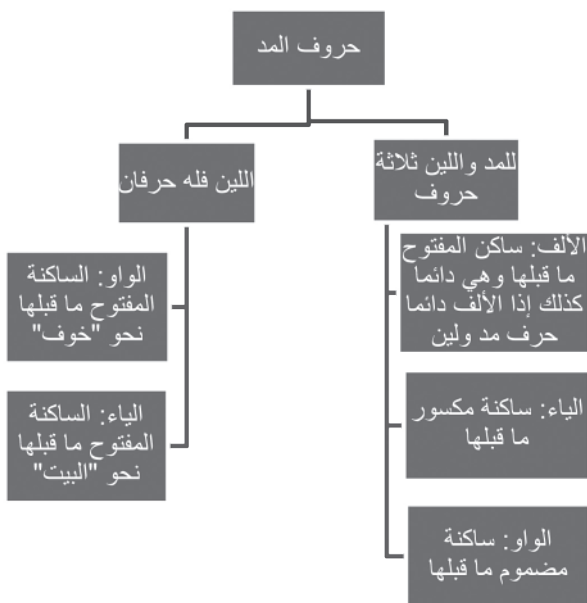 حروف المد
للمد واللين ثلاثة
حروف
الألف: ساكن المفتوح
ما قبلها وهي دائما
كذلك إذا الألف دائما
حرف مد ولين
الياء: ساكنة مكسور
ما قبلها
الواو: ساكنة
مضموم ما قبلها
اللين فله حرفان
الواو: الساكنة
المفتوح ما قبلها
نحو "خوف"
الياء: الساكنة
المفتوح ما قبلها
نحو "البيت"